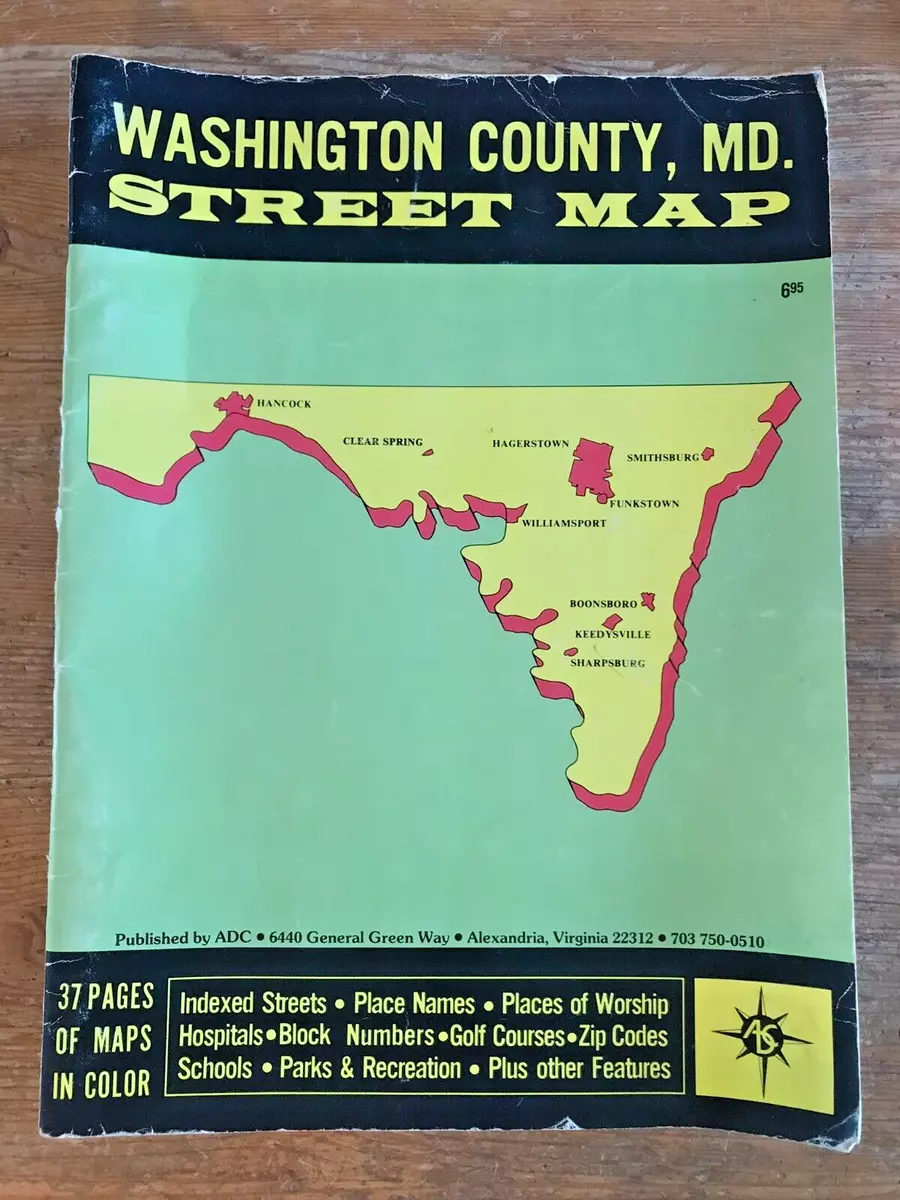 WASHINGTON COUNTY, MD.
STREET MAP
6 95
HANCOCK
CLEAR SPRING
HAGERSTOWN
SMITHSBURG
FUNKSTOWN
WILLIAMSPORT
BOONSBORO
KEEDYSVILLE
SHARPSBURG
Published by ADC • 6440 General Green Way • Alexandria, Virginia 22312 • 703 750-0510
37 PAGES
OF MAPS
IN COLOR
Indexed Streets • Place Names • Places of Worship
Hospitals•Block Numbers•Golf Courses•Zip Codes
Schools • Parks & Recreation • Plus other Features